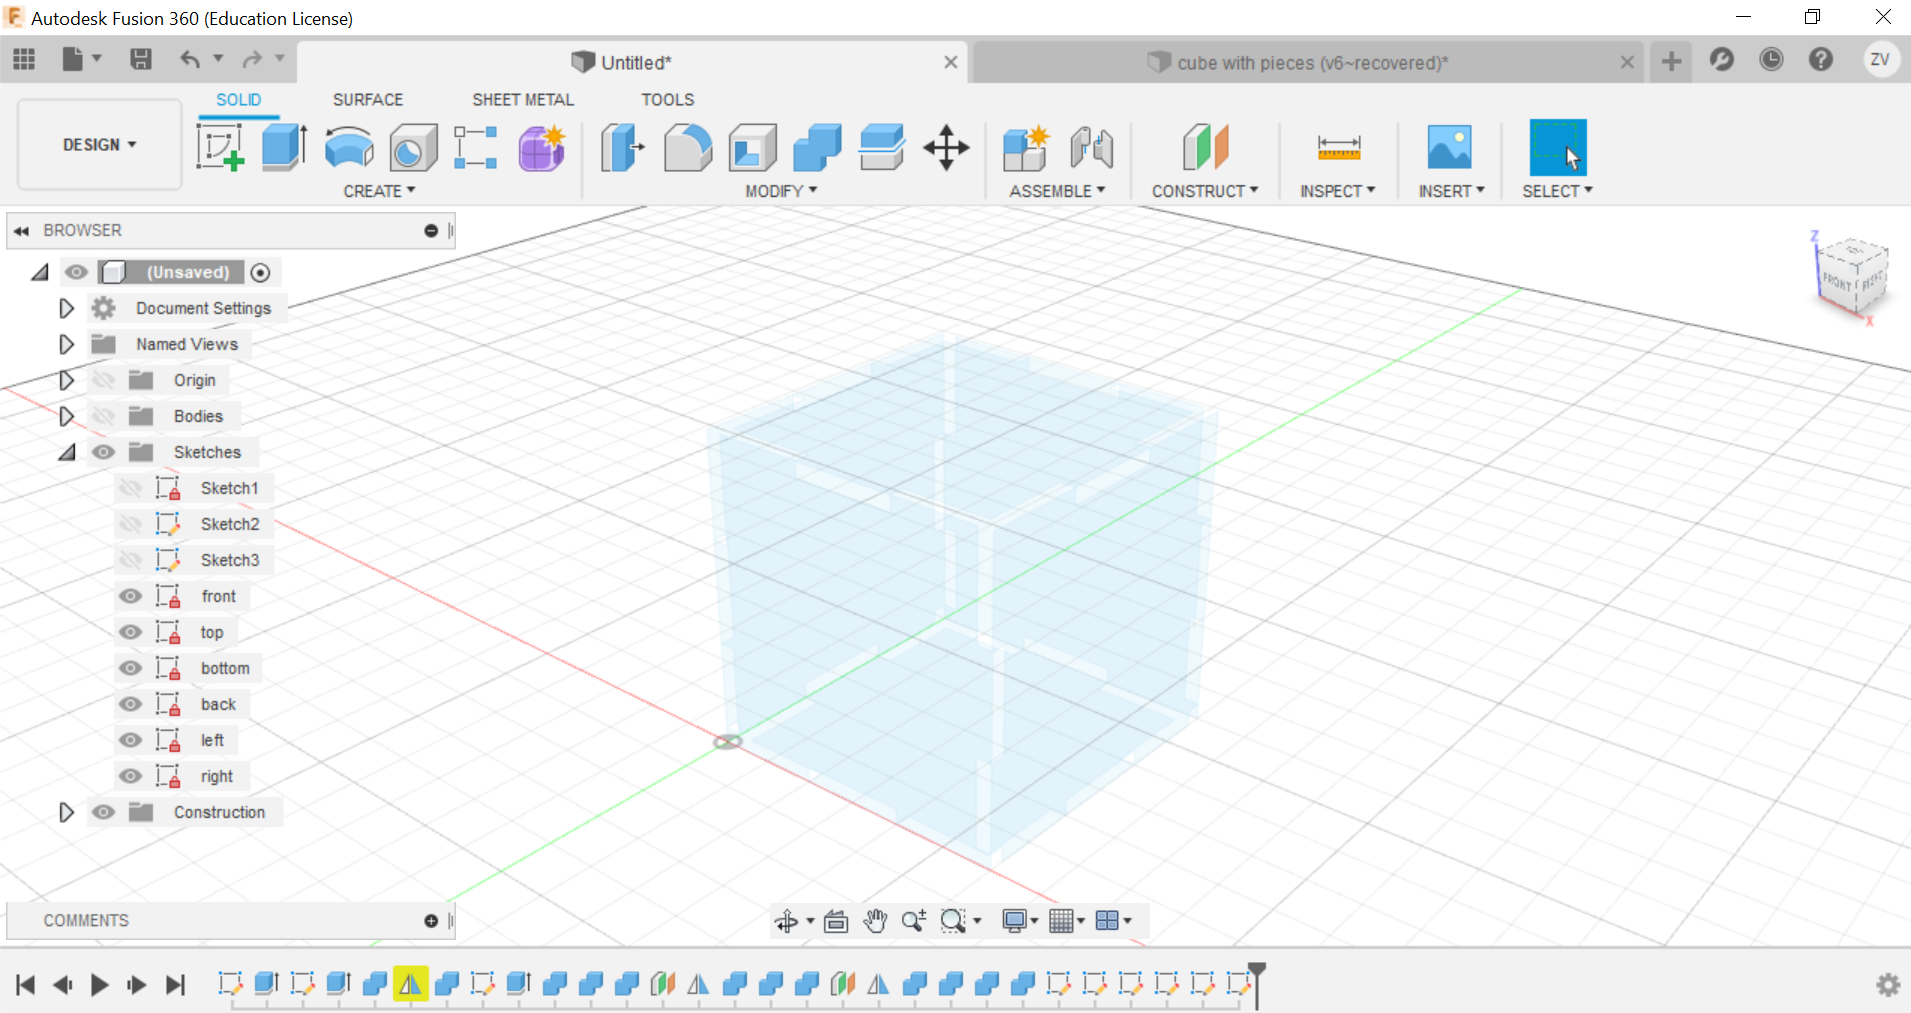 Autodesk Fusion 360 (Education License)
Untitled*
cube with pieces (v6~recovered)*
ZV
DESIGN
SOLID
SURFACE
SHEET METAL
TOOLS
CREATE
MODIFY
ASSEMBLE
CONSTRUCT
INSPECT
INSERT
SELECT
BROWSER
(Unsaved)
Document Settings
Named Views
Origin
Bodies
Sketches
Sketch1
Sketch2
Sketch3
front
top
bottom
back
left
right
Construction
Z
FRONT
RIGHT
X
COMMENTS